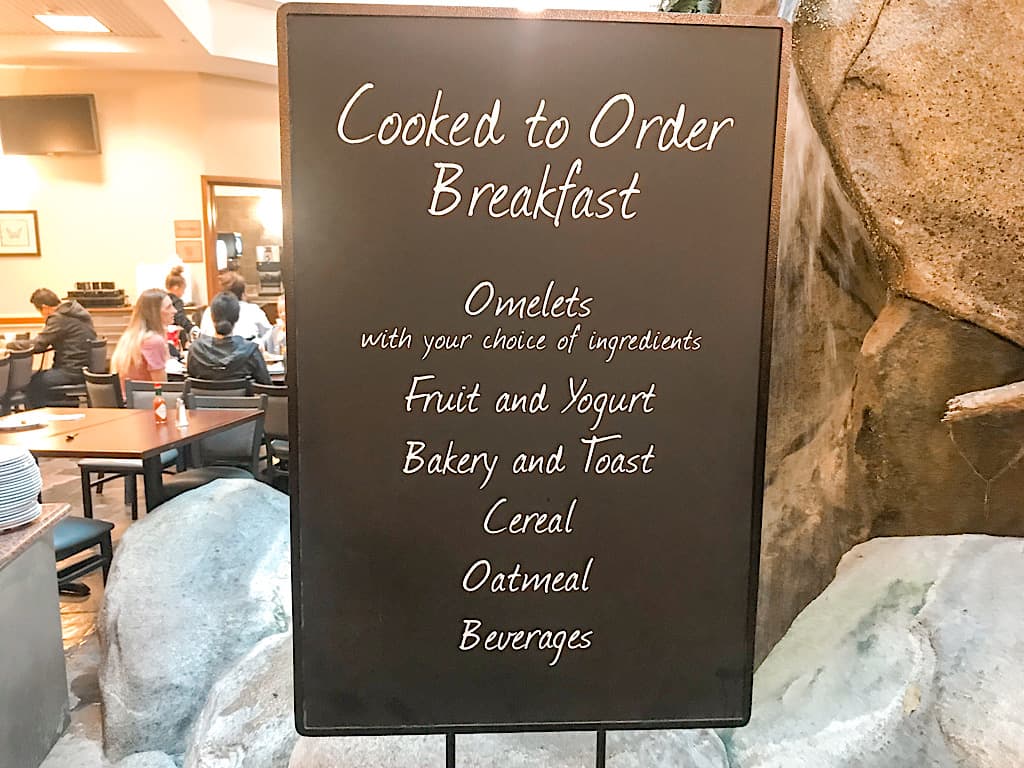 Cooked to Order
Breakfast
Omelets
with your choice of ingredients
Fruit and Yogurt
Bakery and Toast
Cereal
Oatmeal
Beverages